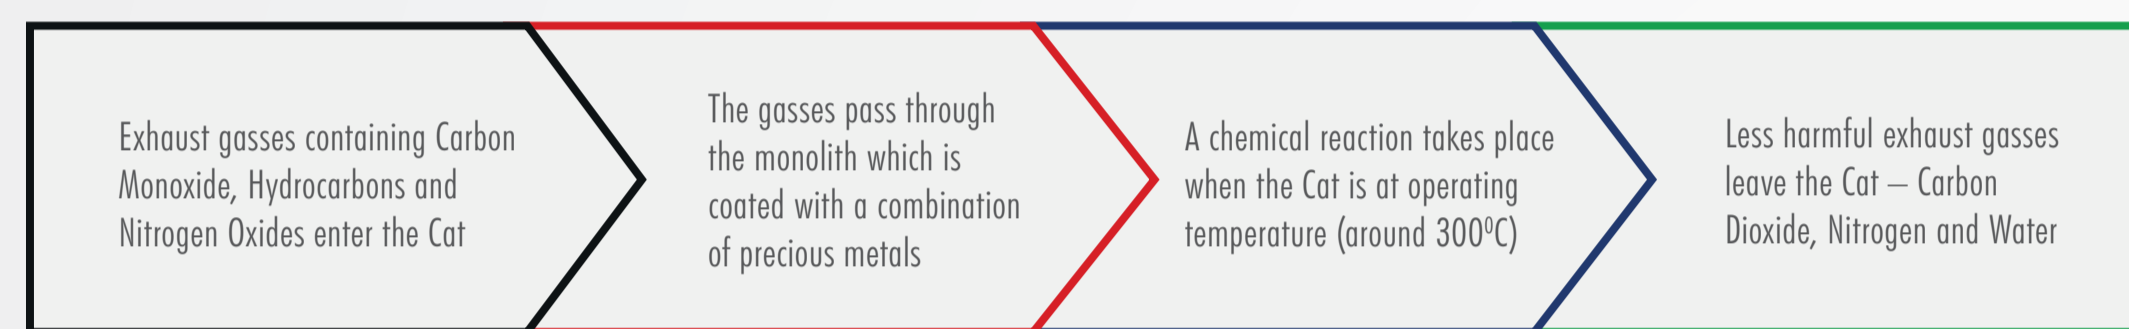 Exhaust gasses containing Carbon
Monoxide, Hydrocarbons and
Nitrogen Oxides enter the Cat
The gasses pass through
the monolith which is
coated with a combination
of precious metals
A chemical reaction takes place
when the Cat is at operating
temperature (around 300⁰C)
Less harmful exhaust gasses
leave the Cat – Carbon
Dioxide, Nitrogen and Water